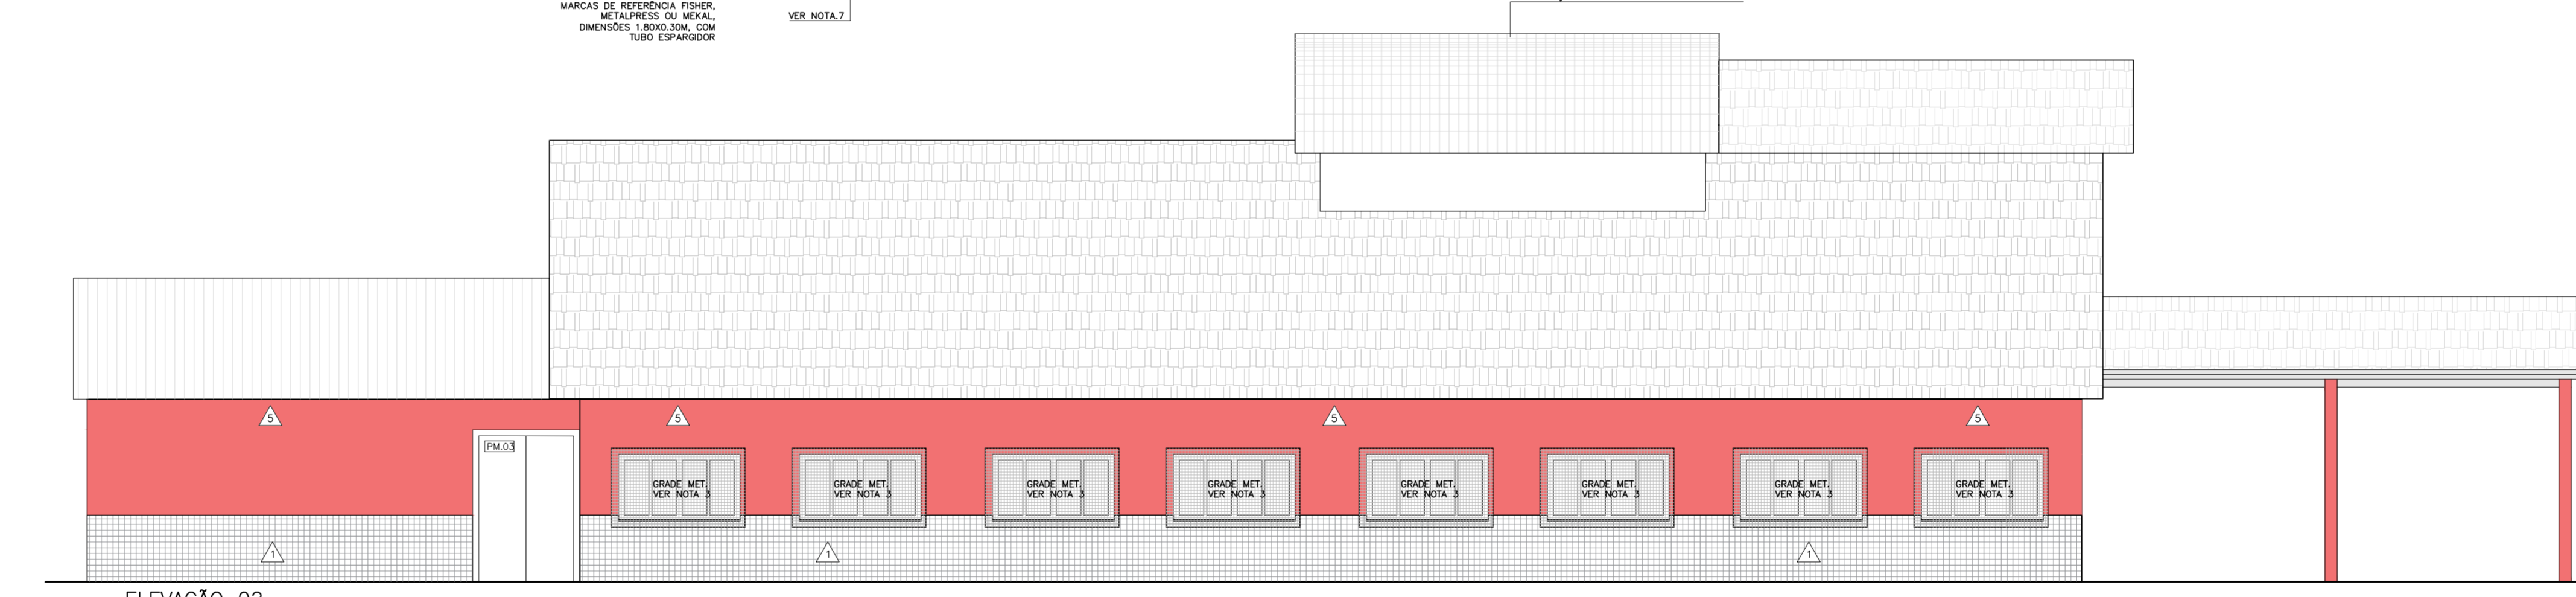 MARCAS DE REFERÊNCIA FISHER,
METALPRESS OU MEKAL,
DIMENSÕES 1.80X0.30M, COM
TUBO ESPARGIDOR
VER NOTA.7
5
5
5
5
PM.03
GRADE MET.
VER NOTA 3
GRADE MET.
VER NOTA 3
GRADE MET.
VER NOTA 3
GRADE MET.
VER NOTA 3
GRADE MET.
VER NOTA 3
GRADE MET.
VER NOTA 3
GRADE MET.
VER NOTA 3
GRADE MET.
VER NOTA 3
1
1
1
ELEVAÇÃO